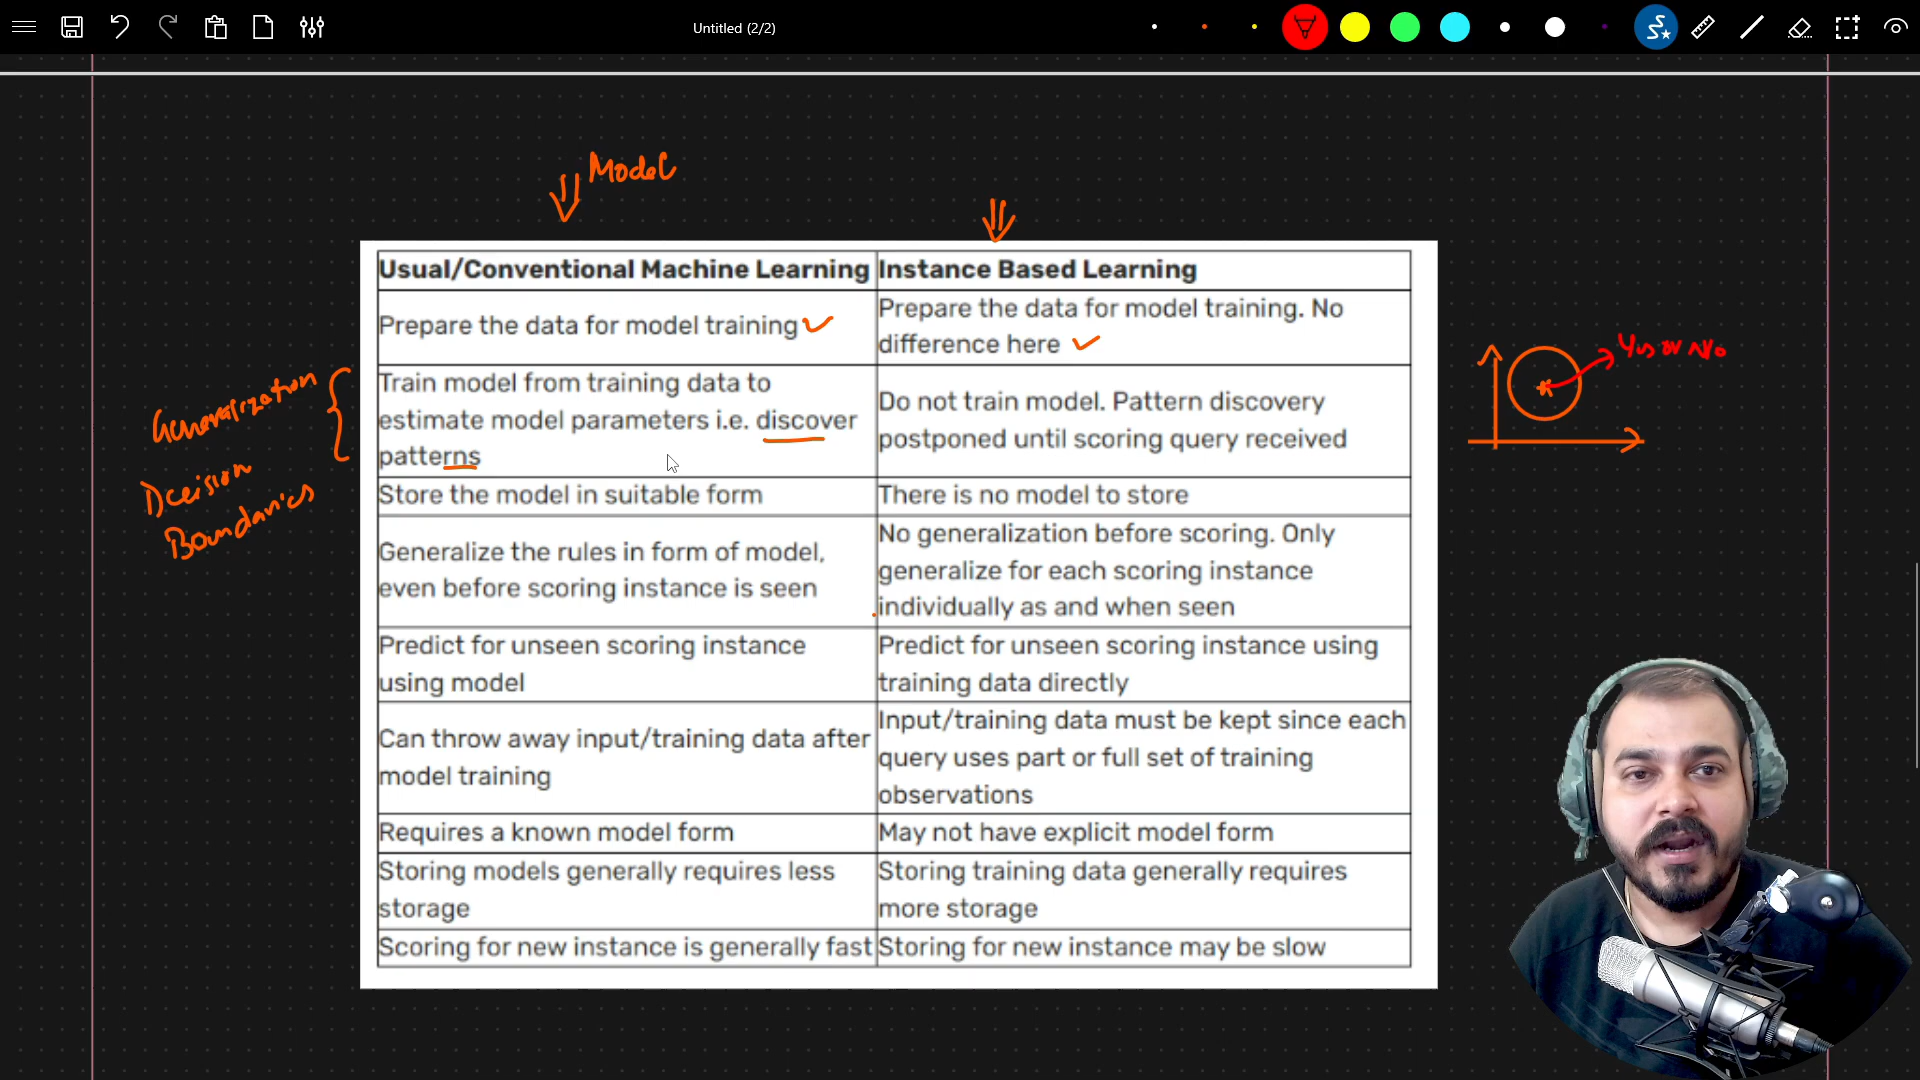 Untitled (2/2)
Model
Usual/Conventional Machine Learning
Instance Based Learning
Prepare the data for model training
Prepare the data for model training. No
difference here
Train model from training data to
estimate model parameters i.e. discover
patterns
Do not train model. Pattern discovery
postponed until scoring query received
Store the model in suitable form
There is no model to store
Generalize the rules in form of model,
even before scoring instance is seen
No generalization before scoring. Only
generalize for each scoring instance
individually as and when seen
Predict for unseen scoring instance
using model
Predict for unseen scoring instance using
training data directly
Can throw away input/training data after
model training
Input/training data must be kept since each
query uses part or full set of training
observations
Requires a known model form
May not have explicit model form
Storing models generally requires less
storage
Storing training data generally requires
more storage
Scoring for new instance is generally fast
Storing for new instance may be slow
Generalization
Decision
Boundaries
Yes or No